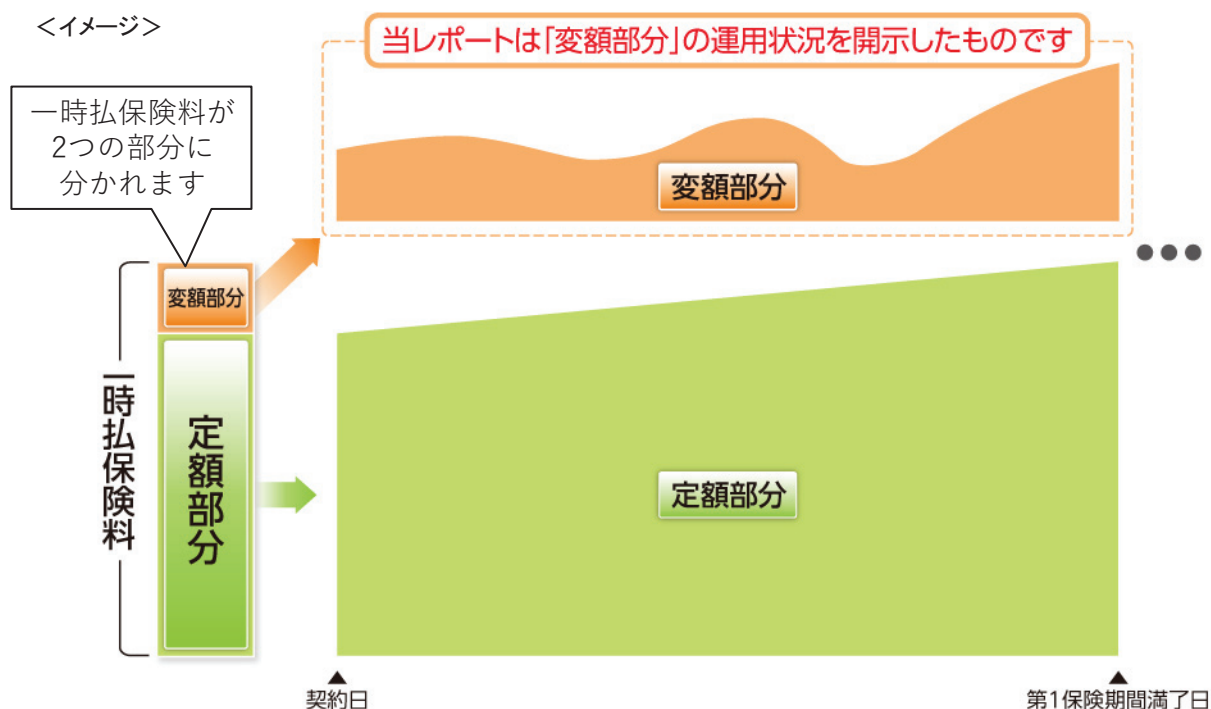 ＜イメージ＞
当レポートは「変額部分」の運用状況を開示したものです
一時払保険料が
2つの部分に
分かれます
変額部分
変額部分
一時払保険料
定額部分
定額部分
契約日
第1保険期間満了日